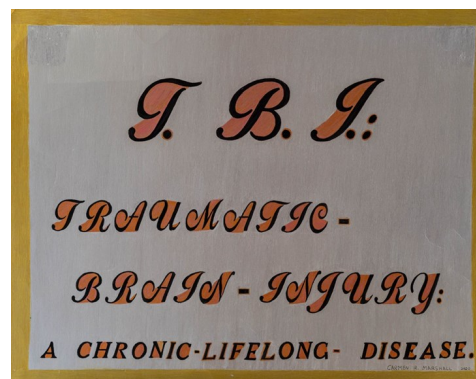 T. B. I.:
TRAUMATIC-
BRAIN-INJURY:
A CHRONIC-LIFELONG- DISEASE.